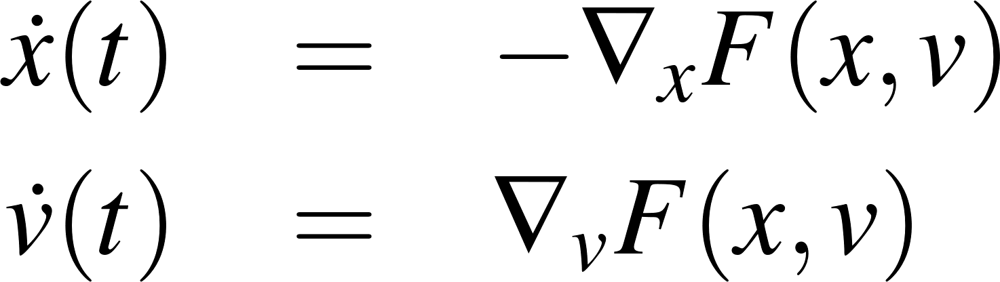 ẋ(t) = −∇ₓF(x, v)
v̇(t) = ∇ᵥF(x, v)